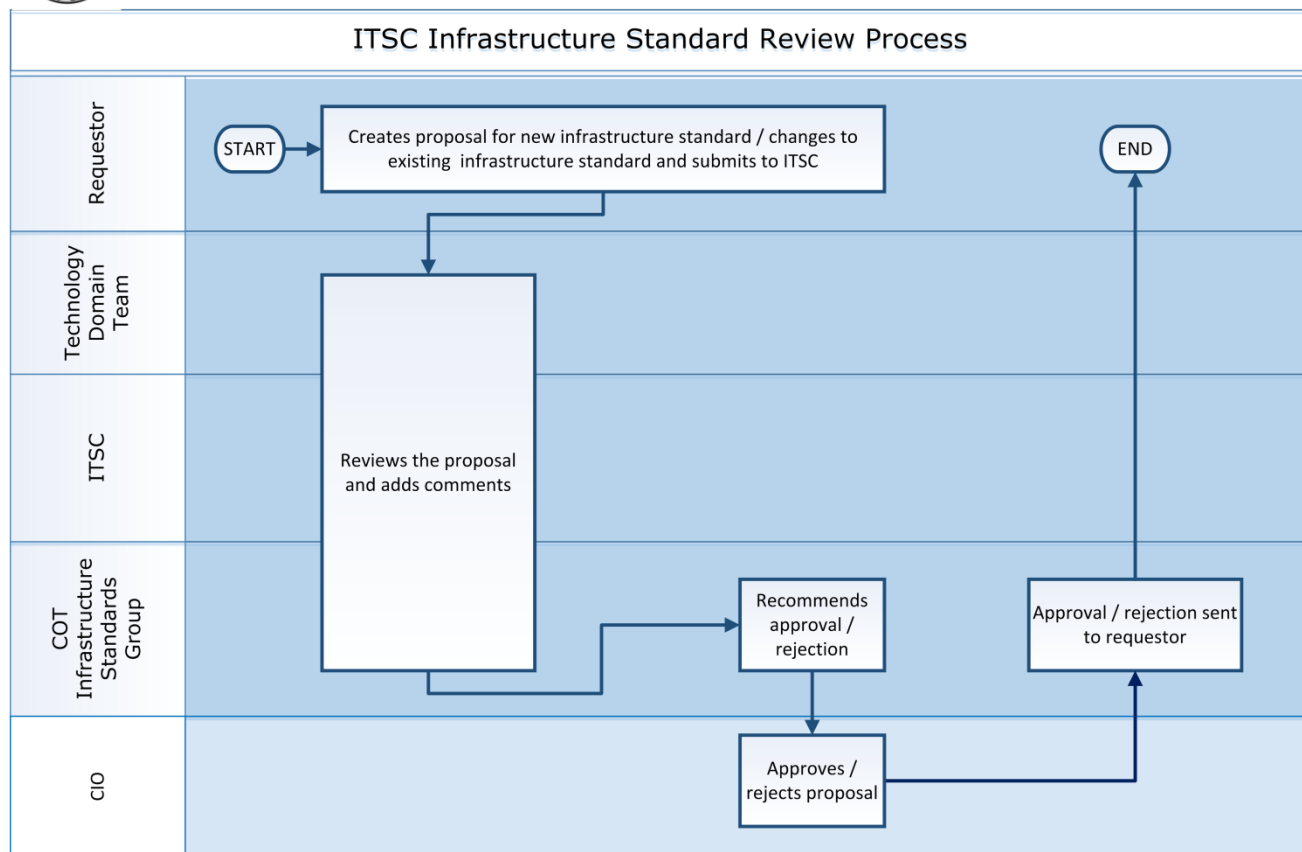 ITSC Infrastructure Standard Review Process
Requestor
START
Creates proposal for new infrastructure standard / changes to
existing infrastructure standard and submits to ITSC
END
Technology
Domain
Team
ITSC
Reviews the proposal
and adds comments
COT
Infrastructure
Standards
Group
Recommends
approval /
rejection
Approval / rejection sent
to requestor
CIO
Approves /
rejects proposal